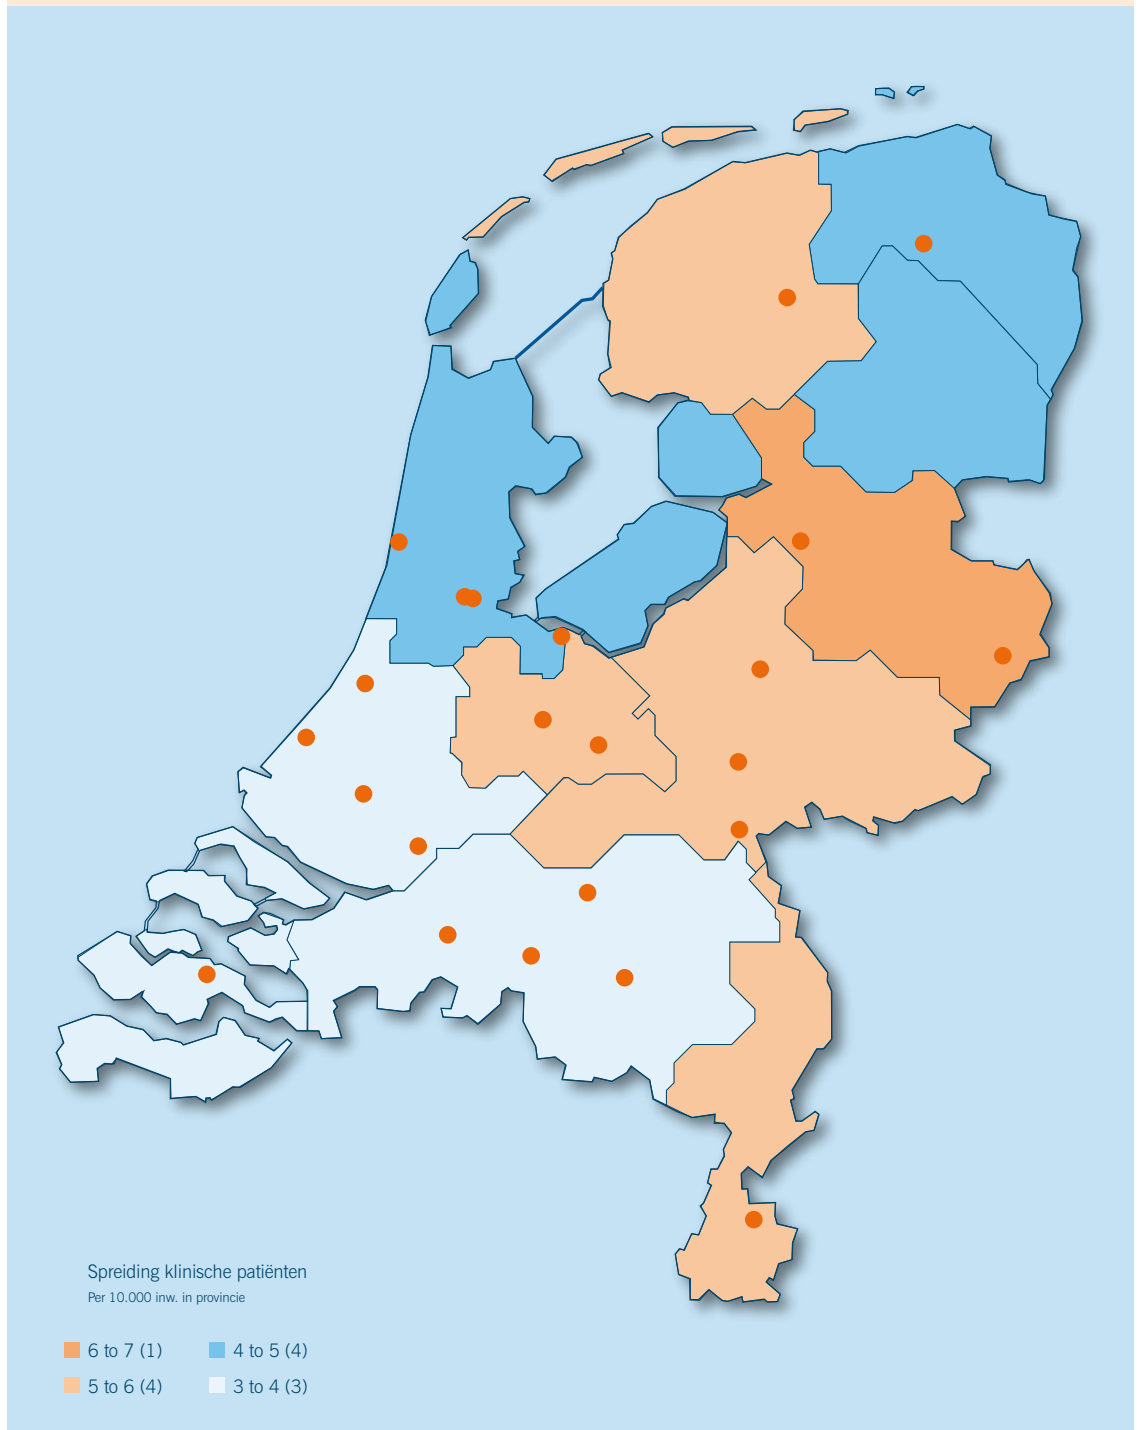 Spreiding klinische patiënten
Per 10.000 inw. in provincie
6 to 7 (1)
4 to 5 (4)
5 to 6 (4)
3 to 4 (3)